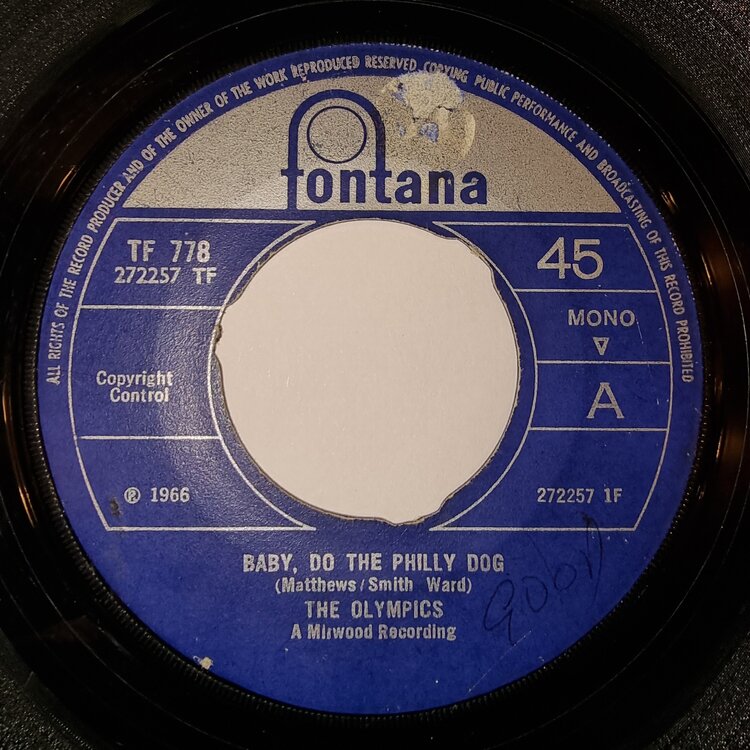 ALL RIGHTS OF THE RECORD PRODUCER AND OF THE OWNER OF THE WORK REPRODUCED RESERVED. COPYING, PUBLIC PERFORMANCE AND BROADCASTING OF THIS RECORD PROHIBITED
fontana
TF 778
272257 TF
45
MONO
A
Copyright
Control
℗ 1966
272257 1F
BABY, DO THE PHILLY DOG
(Matthews/Smith Ward)
THE OLYMPICS
A Mirwood Recording